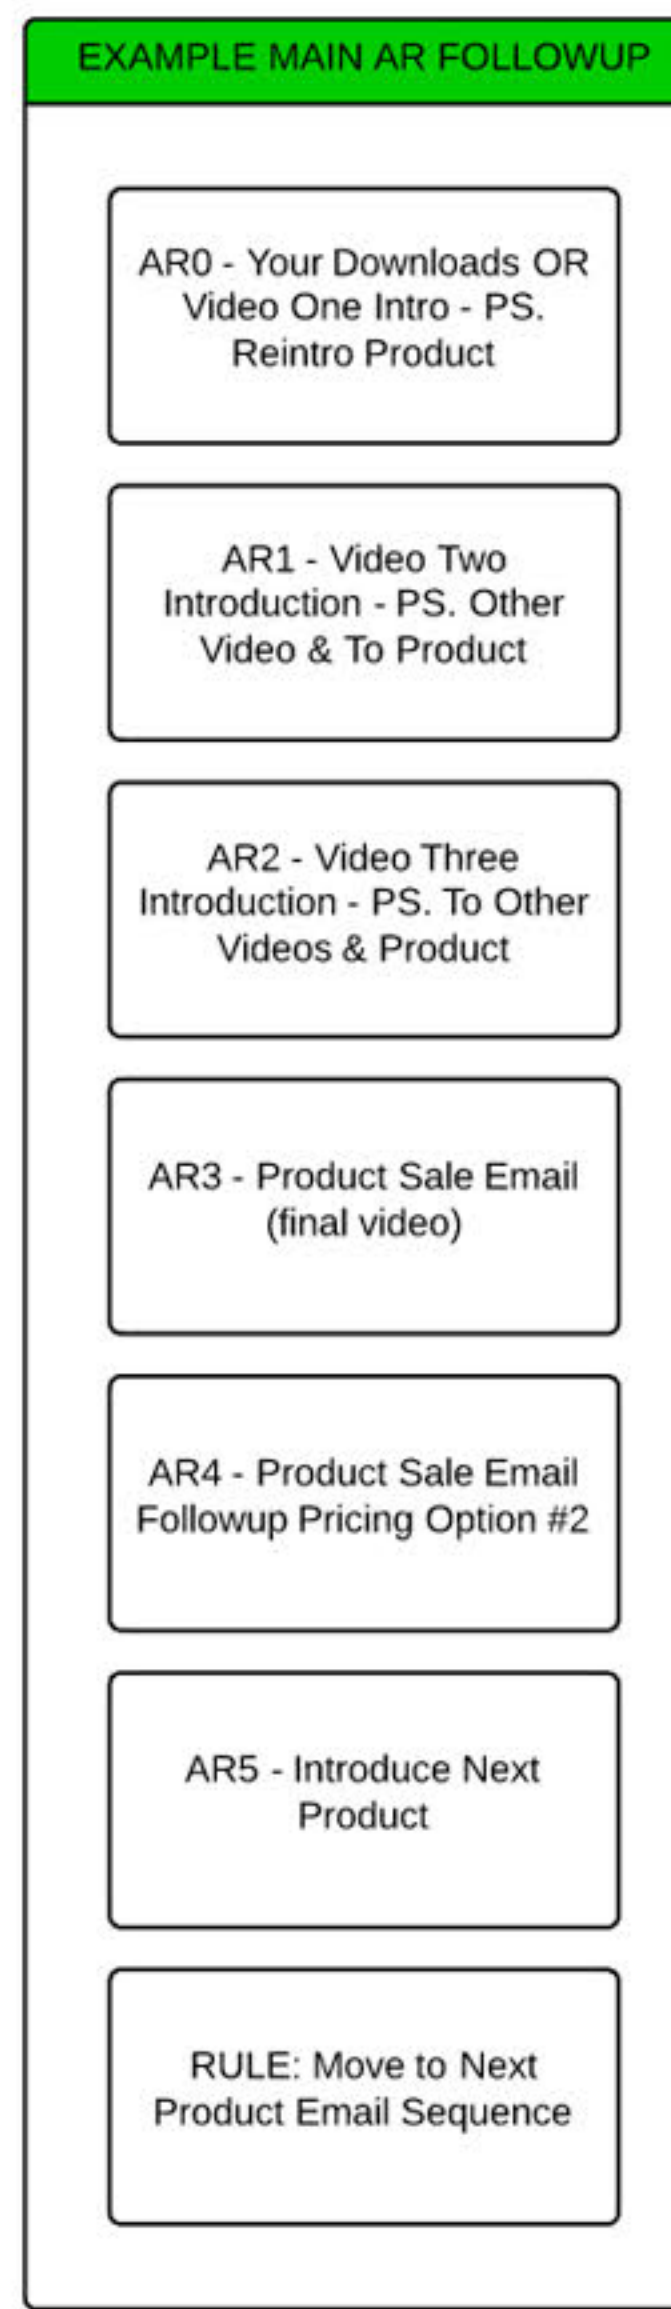 EXAMPLE MAIN AR FOLLOWUP
AR0 - Your Downloads OR
Video One Intro - PS.
Reintro Product
AR1 - Video Two
Introduction - PS. Other
Video & To Product
AR2 - Video Three
Introduction - PS. To Other
Videos & Product
AR3 - Product Sale Email
(final video)
AR4 - Product Sale Email
Followup Pricing Option #2
AR5 - Introduce Next
Product
RULE: Move to Next
Product Email Sequence